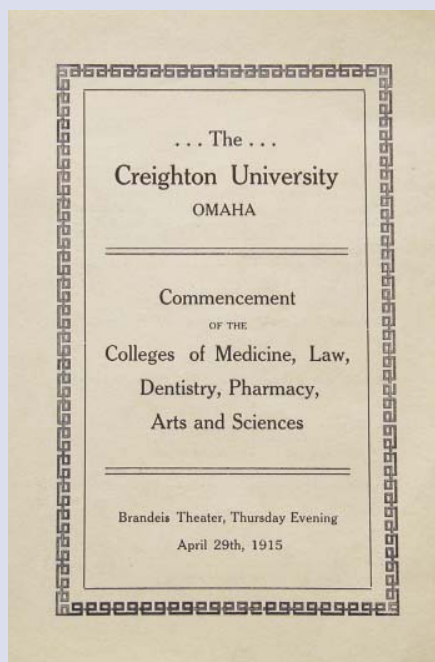 ... The ...
Creighton University
OMAHA
Commencement
OF THE
Colleges of Medicine, Law,
Dentistry, Pharmacy,
Arts and Sciences
Brandeis Theater, Thursday Evening
April 29th, 1915